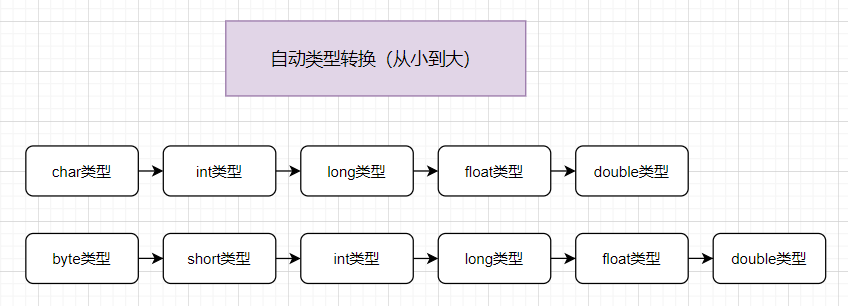 自动类型转换（从小到大）
char类型 int类型 long类型 float类型 double类型
byte类型 short类型 int类型 long类型 float类型 double类型